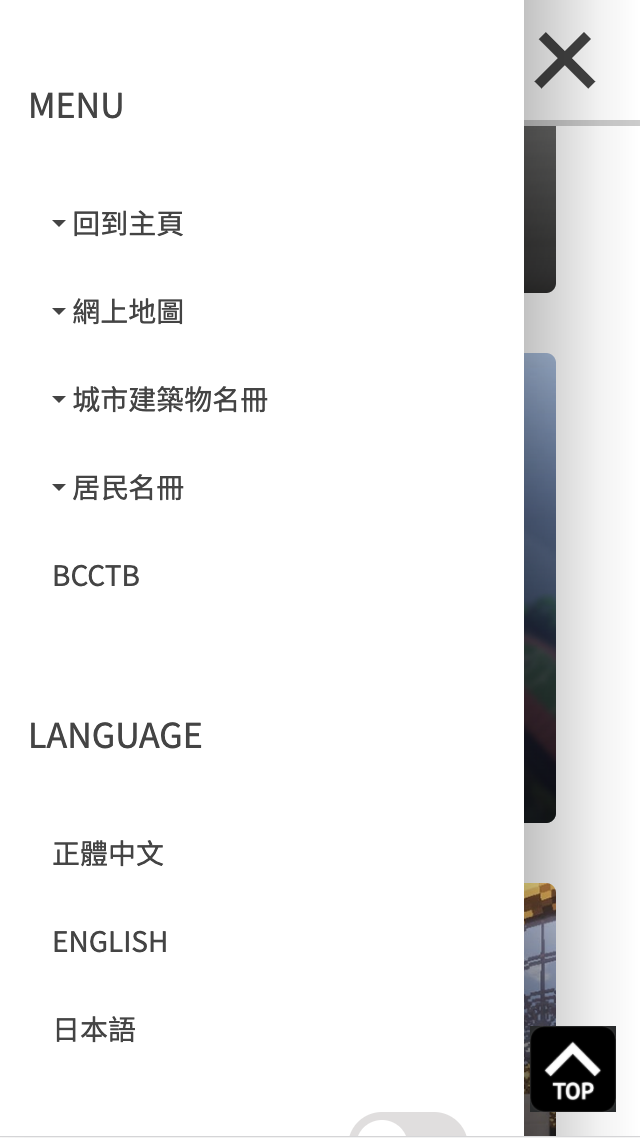 MENU
回到主頁
網上地圖
城市建築物名冊
居民名冊
BCCTB
LANGUAGE
正體中文
ENGLISH
日本語
TOP